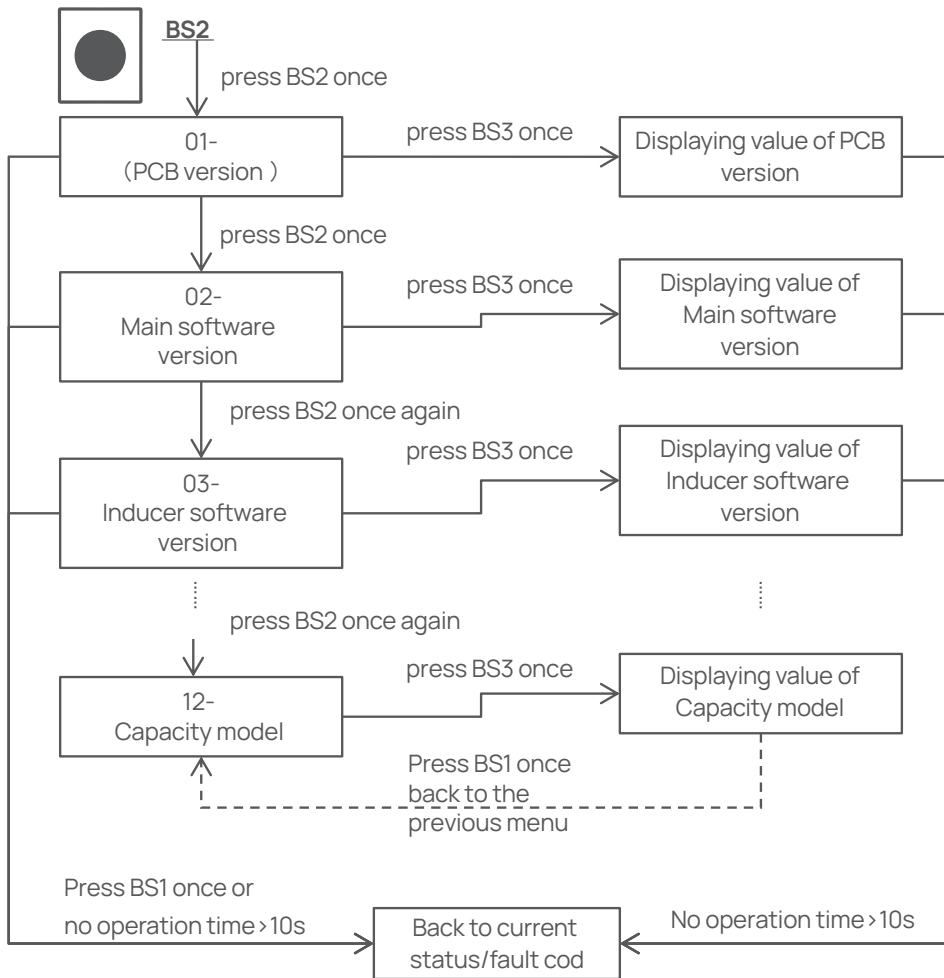 BS2
press BS2 once
01-
（PCB version ）
press BS3 once
Displaying value of PCB
version
press BS2 once
02-
Main software
version
press BS3 once
Displaying value of
Main software
version
press BS2 once again
03-
Inducer software
version
press BS3 once
Displaying value of
Inducer software
version
press BS2 once again
12-
Capacity model
press BS3 once
Displaying value of
Capacity model
Press BS1 once
back to the
previous menu
Press BS1 once or
no operation time>10s
Back to current
status/fault cod
No operation time>10s